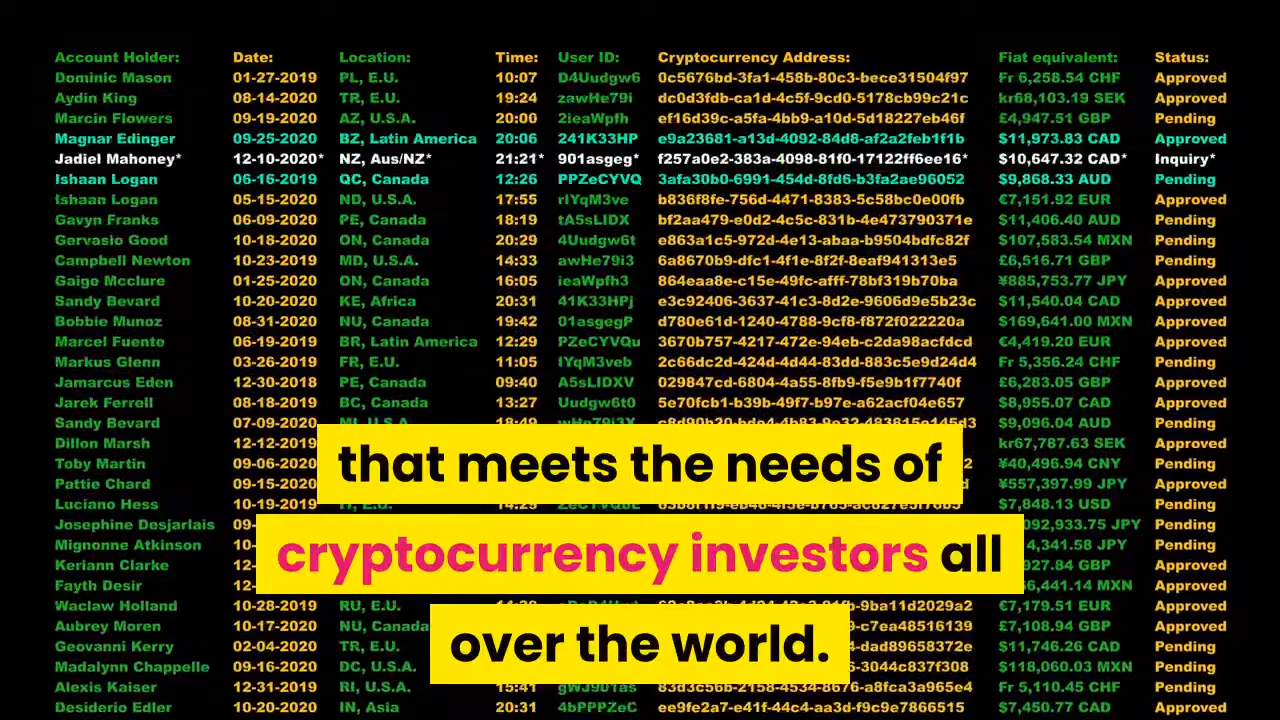 Account Holder: Date: Location: Time: User ID: Cryptocurrency Address: Fiat equivalent: Status:
Dominic Mason 01-27-2019 PL, E.U. 10:07 D4Uudgw6 0c5676bd-3fa1-458b-80c3-bece31504f97 Fr 6,258.54 CHF Approved
Aydin King 08-14-2020 TR, E.U. 19:24 zawHe79i dc0d3fdb-ca1d-4c5f-9cd0-5178cb99c21c kr68,103.19 SEK Approved
Marcin Flowers 09-19-2020 AZ, U.S.A. 20:00 2ieaWpfh ef16d39c-a5fa-4bb9-a10d-5d18227eb46f £4,947.51 GBP Pending
Magnar Edinger 09-25-2020 BZ, Latin America 20:06 241K33HP e9a23681-a13d-4092-84d8-af2a2feb1f1b $11,973.83 CAD Approved
Jadiel Mahoney* 12-10-2020* NZ, Aus/NZ* 21:21* 901asgeg* f257a0e2-383a-4098-81f0-17122ff6ee16* $10,647.32 CAD* Inquiry*
Ishaan Logan 06-16-2019 QC, Canada 12:26 PPZeCYVQ 3afa30b0-6991-454d-8fd6-b3fa2ae96052 $9,868.33 AUD Pending
Ishaan Logan 05-15-2020 ND, U.S.A. 17:55 rIYqM3ve b836f8fe-756d-4471-8383-5c58bc0e00fb €7,151.92 EUR Approved
Gavyn Franks 06-09-2020 PE, Canada 18:19 tA5sLIDX bf2aa479-e0d2-4c5c-831b-4e473790371e $11,406.40 AUD Pending
Gervasio Good 10-18-2020 ON, Canada 20:29 4Uudgw6t e863a1c5-972d-4e13-abaa-b9504bdfc82f $107,583.54 MXN Pending
Campbell Newton 10-23-2019 MD, U.S.A. 14:33 awHe79i3 6a8670b9-dfc1-4f1e-8f2f-8eaf941313e5 £6,516.71 GBP Pending
Gaige Mcclure 01-25-2020 ON, Canada 16:05 ieaWpfh3 864eaa8e-c15e-49fc-afff-78bf319b70ba ¥885,753.77 JPY Pending
Sandy Bevard 10-20-2020 KE, Africa 20:31 41K33HPj e3c92406-3637-41c3-8d2e-9606d9e5b23c $11,540.04 CAD Approved
Bobbie Munoz 08-31-2020 NU, Canada 19:42 01asgegP d780e61d-1240-4788-9cf8-f872f022220a $169,641.00 MXN Approved
Marcel Fuente 06-19-2019 BR, Latin America 12:29 PZeCYVQu 3670b757-4217-472e-94eb-c2da98acfdcd €4,419.20 EUR Approved
Markus Glenn 03-26-2019 FR, E.U. 11:05 IYqM3veb 2c66dc2d-424d-4d44-83dd-883c5e9d24d4 Fr 5,356.24 CHF Pending
Jamarcus Eden 12-30-2018 PE, Canada 09:40 A5sLIDXV 029847cd-6804-4a55-8fb9-f5e9b1f7740f £6,283.05 GBP Approved
Jarek Ferrell 08-18-2019 BC, Canada 13:27 Uudgw6t0 5e70fcb1-b39b-49f7-b97e-a62acf04e657 $8,955.07 CAD Approved
Sandy Bevard 07-09-2020 $9,096.04 AUD Pending
Dillon Marsh 12-12-2019 kr67,787.63 SEK Approved
Toby Martin 09-06-2020 ¥40,496.94 CNY Pending
Pattie Chard 09-15-2020 ¥557,397.99 JPY Approved
Luciano Hess 10-19-2019 $7,848.13 USD Pending
Josephine Desjarlais Pending
Mignonne Atkinson Pending
Keriann Clarke Approved
Fayth Desir Approved
Waclaw Holland 10-28-2019 RU, E.U. €7,179.51 EUR Approved
Aubrey Moren 10-17-2020 NU, Canada €7,108.94 GBP Pending
Geovanni Kerry 02-04-2020 TR, E.U. $11,746.26 CAD Pending
Madalynn Chappelle 09-16-2020 DC, U.S.A. $118,060.03 MXN Pending
Alexis Kaiser 12-31-2019 RI, U.S.A. 15:41 gWJ901as 83d3c56b-2158-4534-8676-a8fca3a965e4 Fr 5,110.45 CHF Pending
Desiderio Edler 10-20-2020 IN, Asia 20:31 4bPPPZeC ee9fe2a7-e41f-44c4-aa3d-f9c9e7866515 $7,450.77 CAD Approved
that meets the needs of
cryptocurrency investors all
over the world.